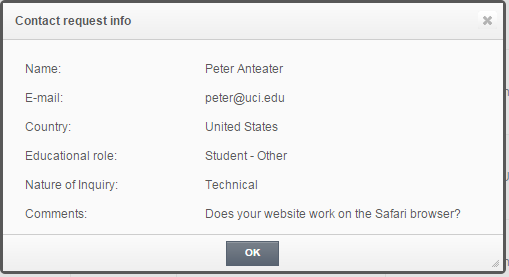 Contact request info
Name: Peter Anteater
E-mail: peter@uci.edu
Country: United States
Educational role: Student - Other
Nature of Inquiry: Technical
Comments: Does your website work on the Safari browser?
OK